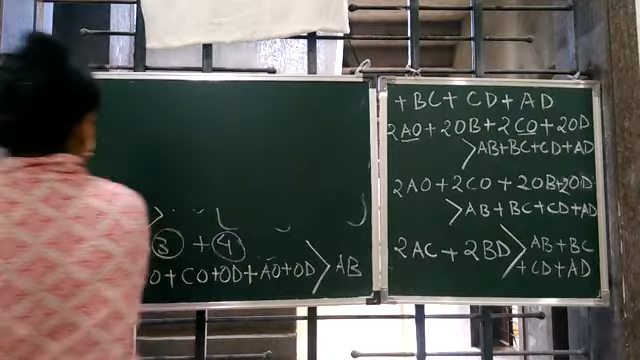 3 + 4
O + CO + OD + AO + OD > AB
+ BC + CD + AD
2AO + 2OB + 2CO + 2OD
> AB + BC + CD + AD
2AO + 2CO + 2OB + 2OD
> AB + BC + CD + AD
2AC + 2BD > AB + BC
+ CD + AD